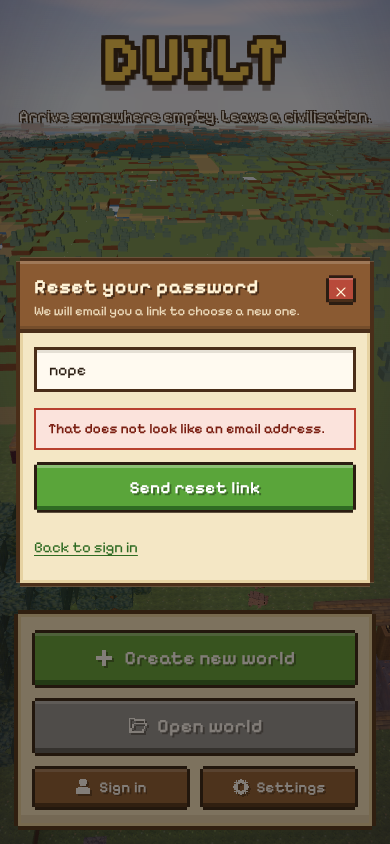 DUILT
Arrive somewhere empty. Leave a civilisation.
Reset your password
We will email you a link to choose a new one.
nope
That does not look like an email address.
Send reset link
Back to sign in
Create new world
Open world
Sign in
Settings